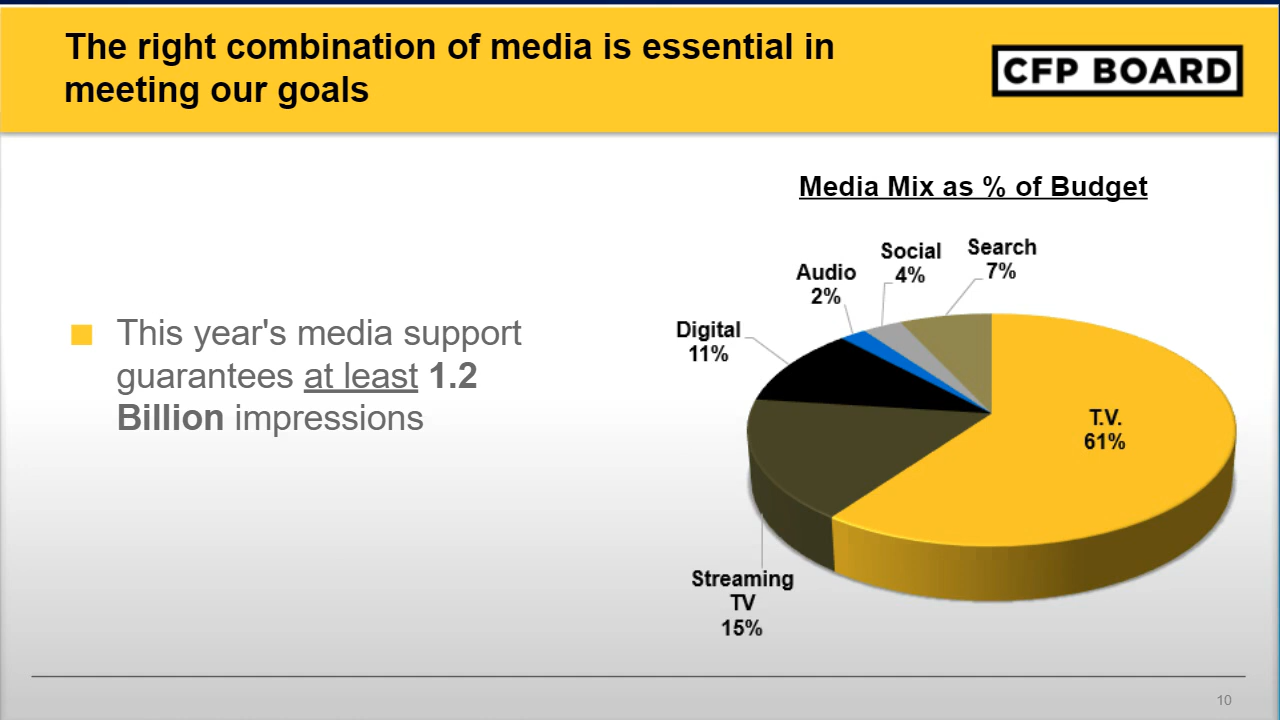 The right combination of media is essential in
meeting our goals
CFP BOARD
This year's media support
guarantees at least 1.2
Billion impressions
Media Mix as % of Budget
Audio
2%
Social
4%
Search
7%
Digital
11%
T.V.
61%
Streaming
TV
15%
10